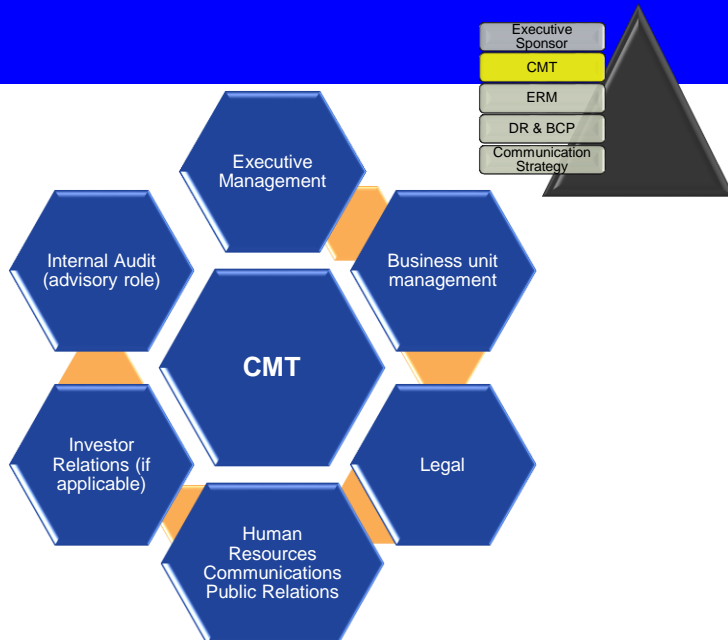 Executive
Sponsor
CMT
ERM
DR & BCP
Communication
Strategy
Executive
Management
Internal Audit
(advisory role)
Business unit
management
CMT
Investor
Relations (if
applicable)
Legal
Human
Resources
Communications
Public Relations